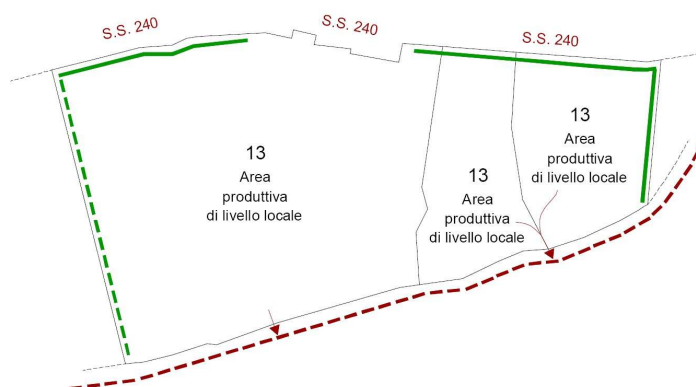 S.S. 240
S.S. 240
S.S. 240
13
Area
produttiva
di livello locale
13
Area
produttiva
di livello locale
13
Area
produttiva
di livello locale